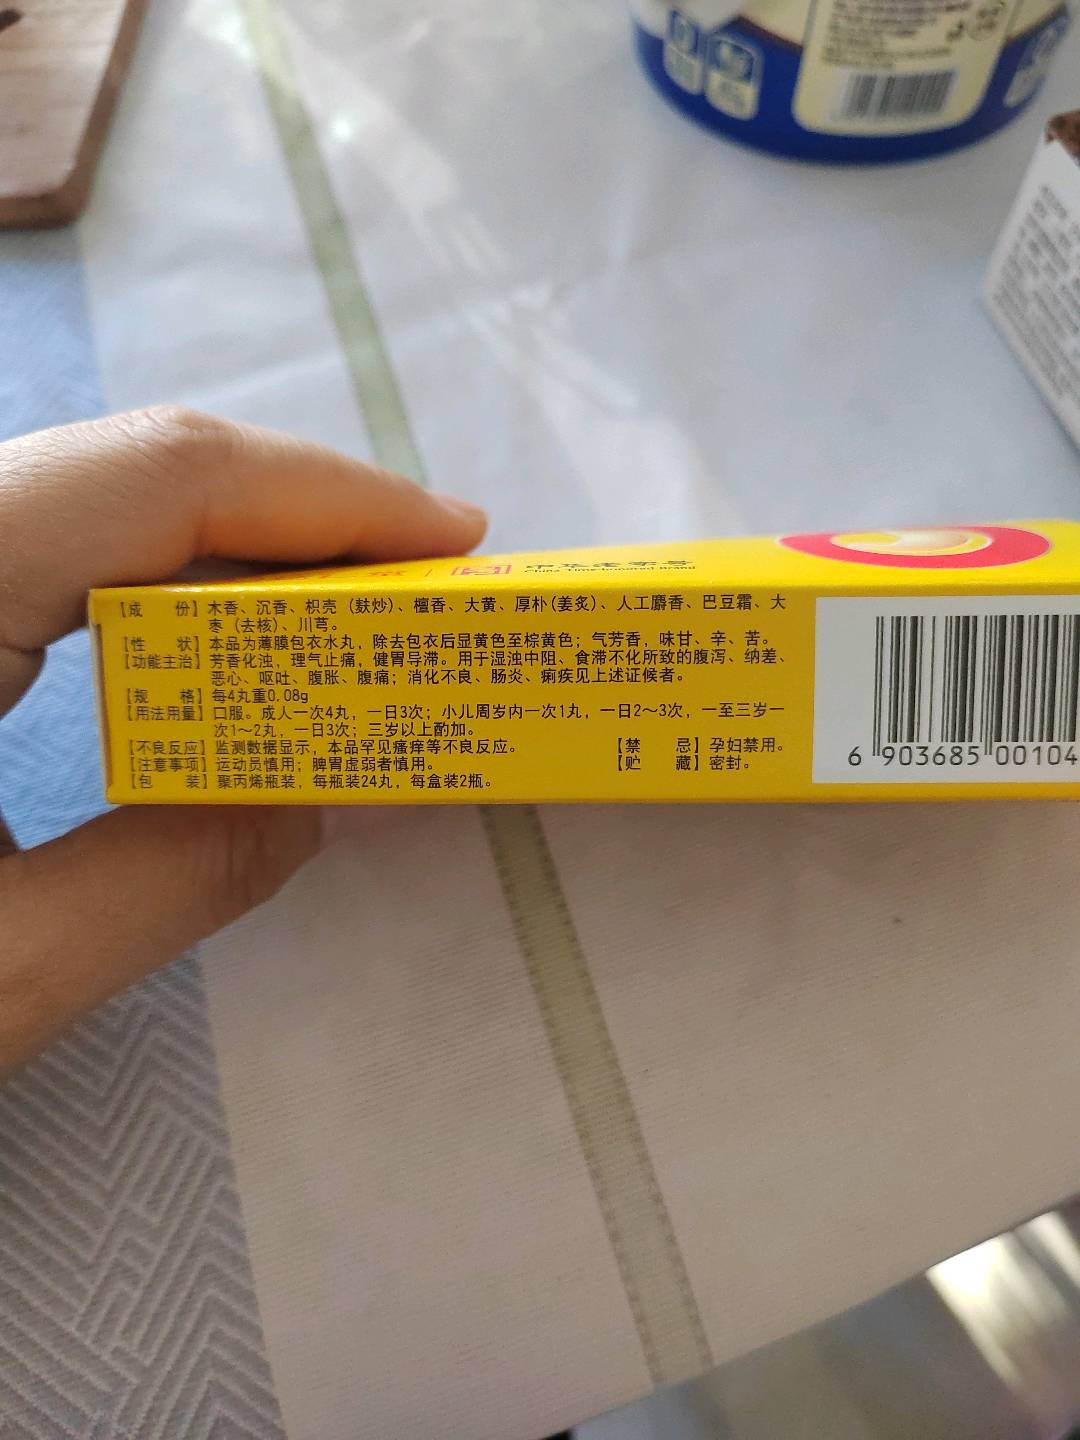 中华老字号
China Time-honored Brand
【成 份】木香、沉香、枳壳（麸炒）、檀香、大黄、厚朴(姜炙)、人工麝香、巴豆霜、大
枣（去核）、川芎。
【性 状】本品为薄膜包衣水丸，除去包衣后显黄色至棕黄色；气芳香，味甘、辛、苦。
【功能主治】芳香化浊，理气止痛，健胃导滞。用于湿浊中阻、食滞不化所致的腹泻、纳差、
恶心、呕吐、腹胀、腹痛；消化不良、肠炎、痢疾见上述证候者。
【规 格】每4丸重0.08g
【用法用量】口服。成人一次4丸，一日3次；小儿周岁内一次1丸，一日2～3次，一至三岁一
次1～2丸，一日3次；三岁以上酌加。
【不良反应】监测数据显示，本品罕见瘙痒等不良反应。
【禁 忌】孕妇禁用。
【注意事项】运动员慎用；脾胃虚弱者慎用。
【贮 藏】密封。
【包 装】聚丙烯瓶装，每瓶装24丸，每盒装2瓶。
6 903685 00104